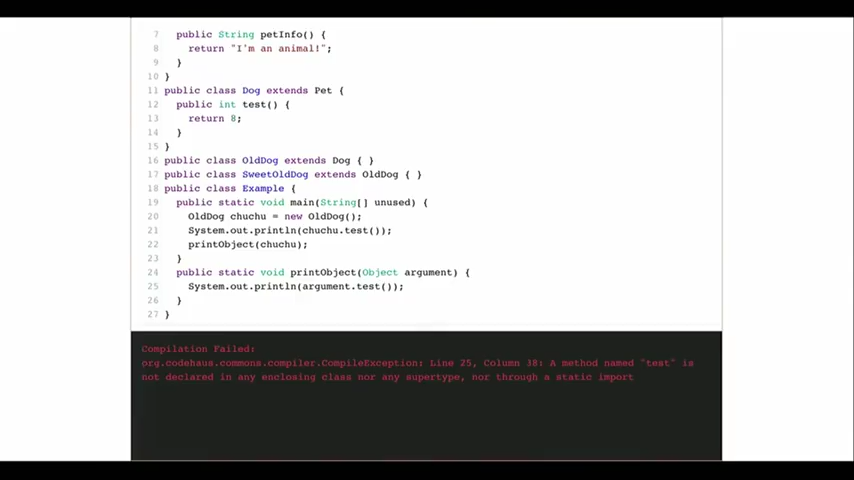 7 public String petInfo() {
8 return "I'm an animal!";
9 }
10 }
11 public class Dog extends Pet {
12 public int test() {
13 return 8;
14 }
15 }
16 public class OldDog extends Dog { }
17 public class SweetOldDog extends OldDog { }
18 public class Example {
19 public static void main(String[] unused) {
20 OldDog chuchu = new OldDog();
21 System.out.println(chuchu.test());
22 printObject(chuchu);
23 }
24 public static void printObject(Object argument) {
25 System.out.println(argument.test());
26 }
27 }
Compilation Failed:
org.codehaus.commons.compiler.CompileException: Line 25, Column 38: A method named "test" is
not declared in any enclosing class nor any supertype, nor through a static import